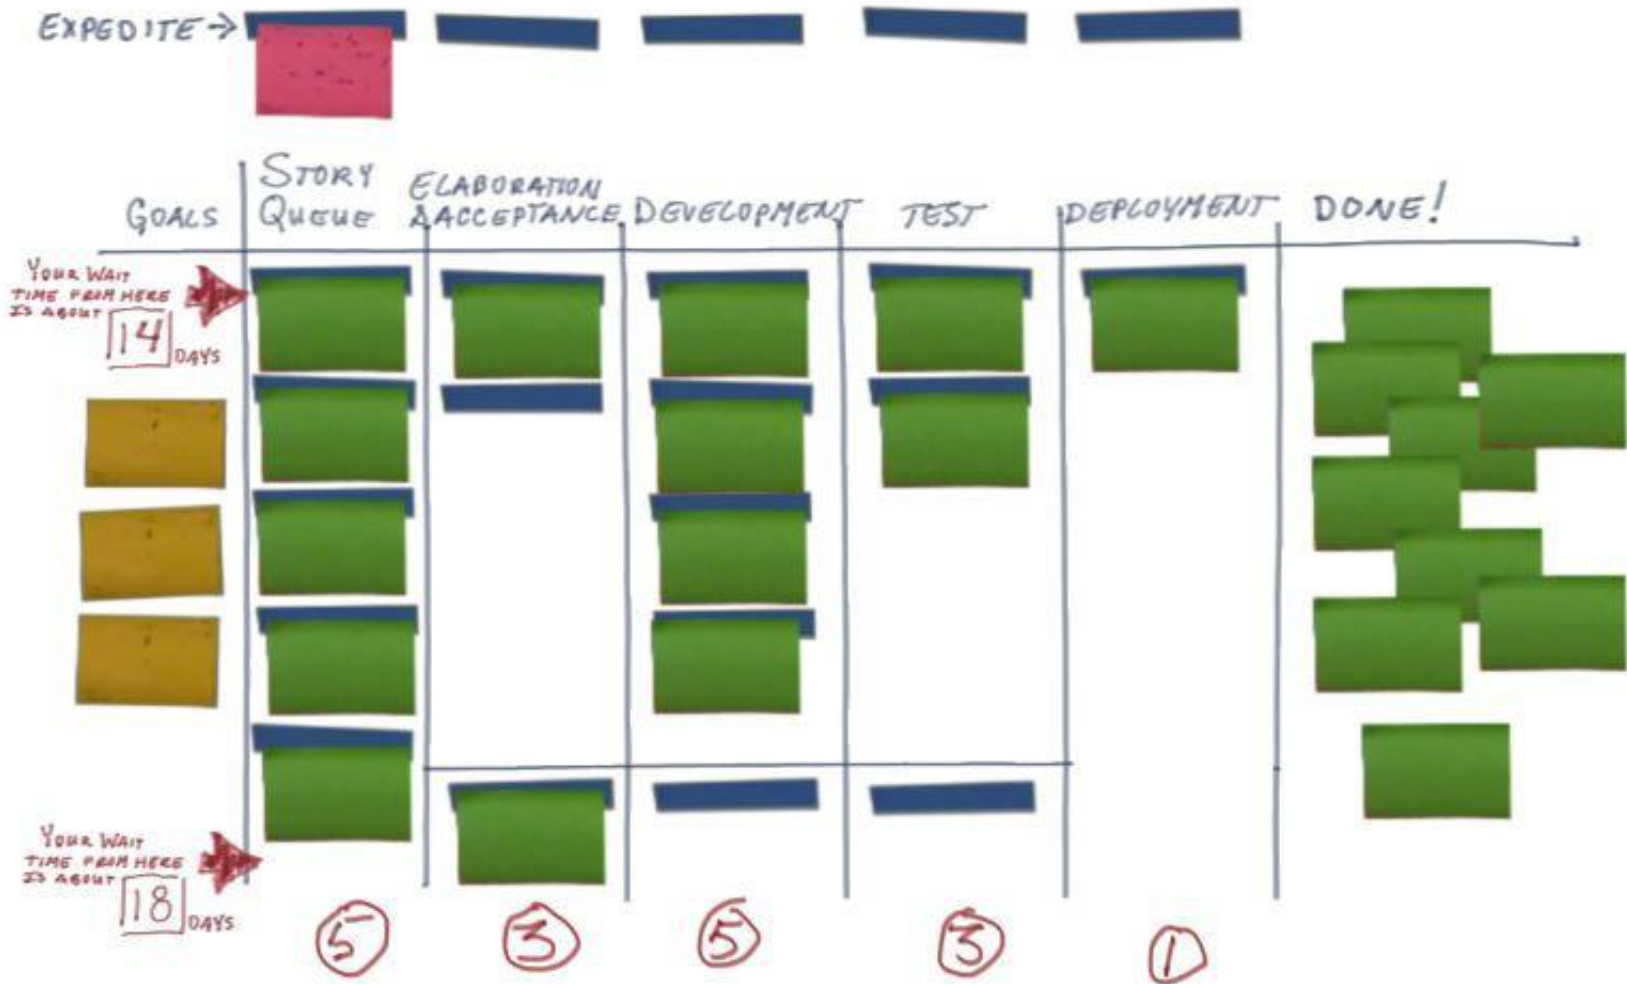 EXPEDITE →
GOALS
STORY
QUEUE
ELABORATION
& ACCEPTANCE
DEVELOPMENT
TEST
DEPLOYMENT
DONE!
YOUR WAIT
TIME FROM HERE
IS ABOUT
14 DAYS
YOUR WAIT
TIME FROM HERE
IS ABOUT
18 DAYS
5
3
5
3
1